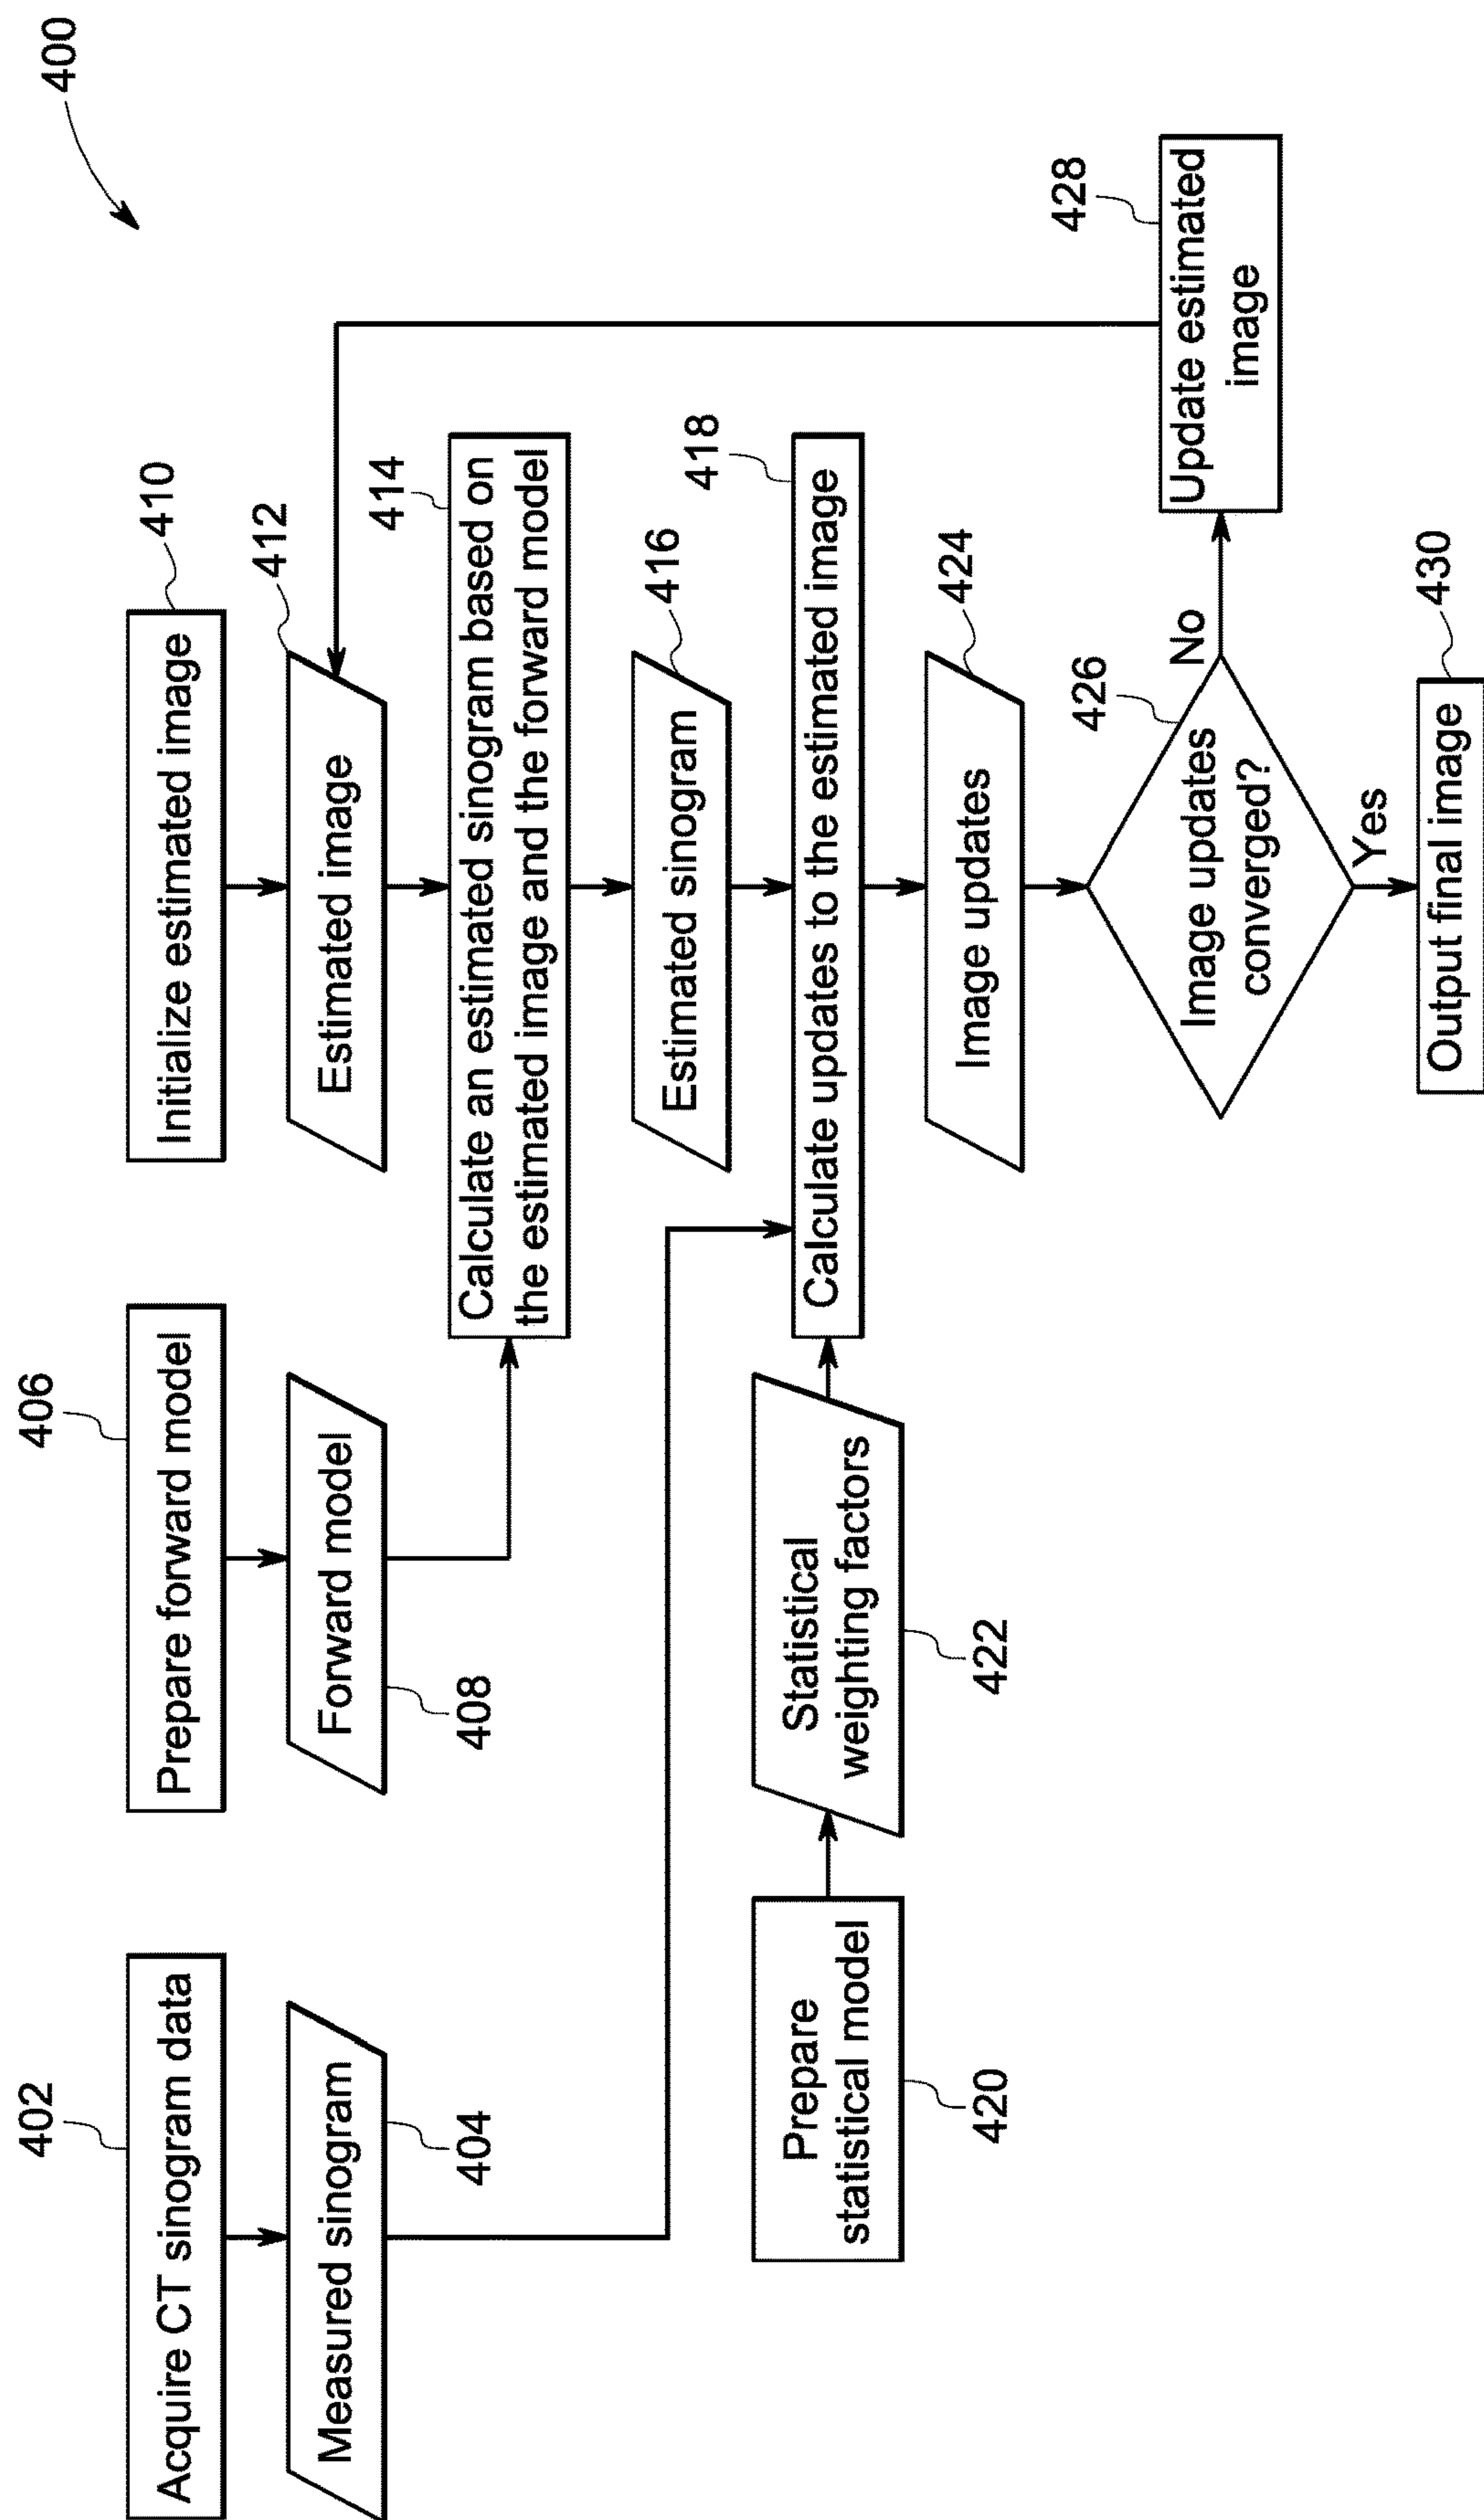 400
402
Acquire CT sinogram data
Measured sinogram
404
406
Prepare forward model
Forward model
408
Initialize estimated image
410
Estimated image
412
Calculate an estimated sinogram based on
the estimated image and the forward model
414
Estimated sinogram
416
Prepare
statistical model
420
Statistical
weighting factors
422
Calculate updates to the estimated image
418
Image updates
424
Image updates
converged?
426
No
Yes
Update estimated
image
428
Output final image
430